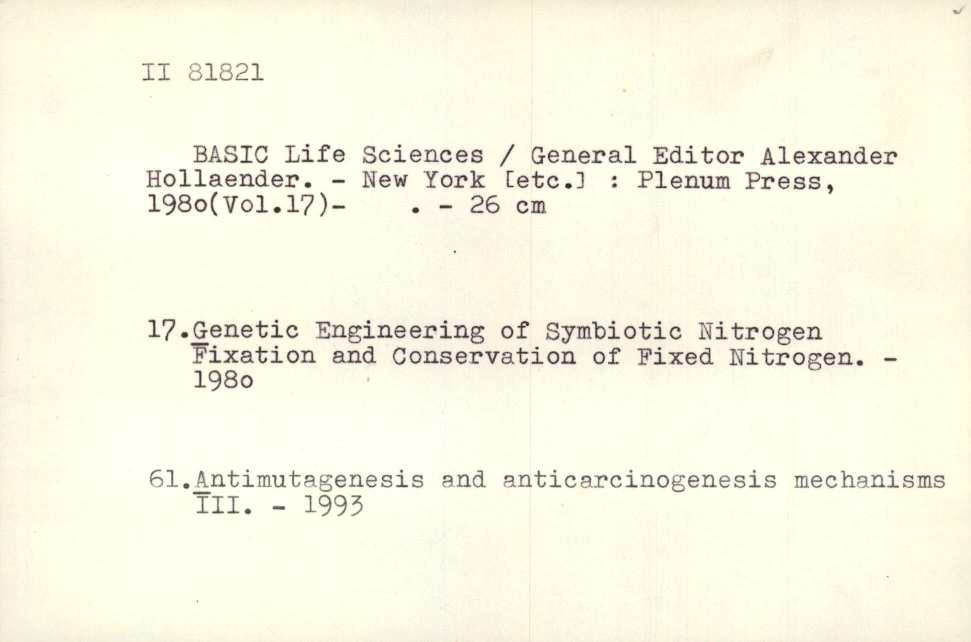 II 81821
BASIC Life Sciences / General Editor Alexander
Hollaender. - New York [etc.] : Plenum Press,
198o(Vol.17)-    . - 26 cm
17.Genetic Engineering of Symbiotic Nitrogen
Fixation and Conservation of Fixed Nitrogen. -
198o
61.Antimutagenesis and anticarcinogenesis mechanisms
III. - 1993